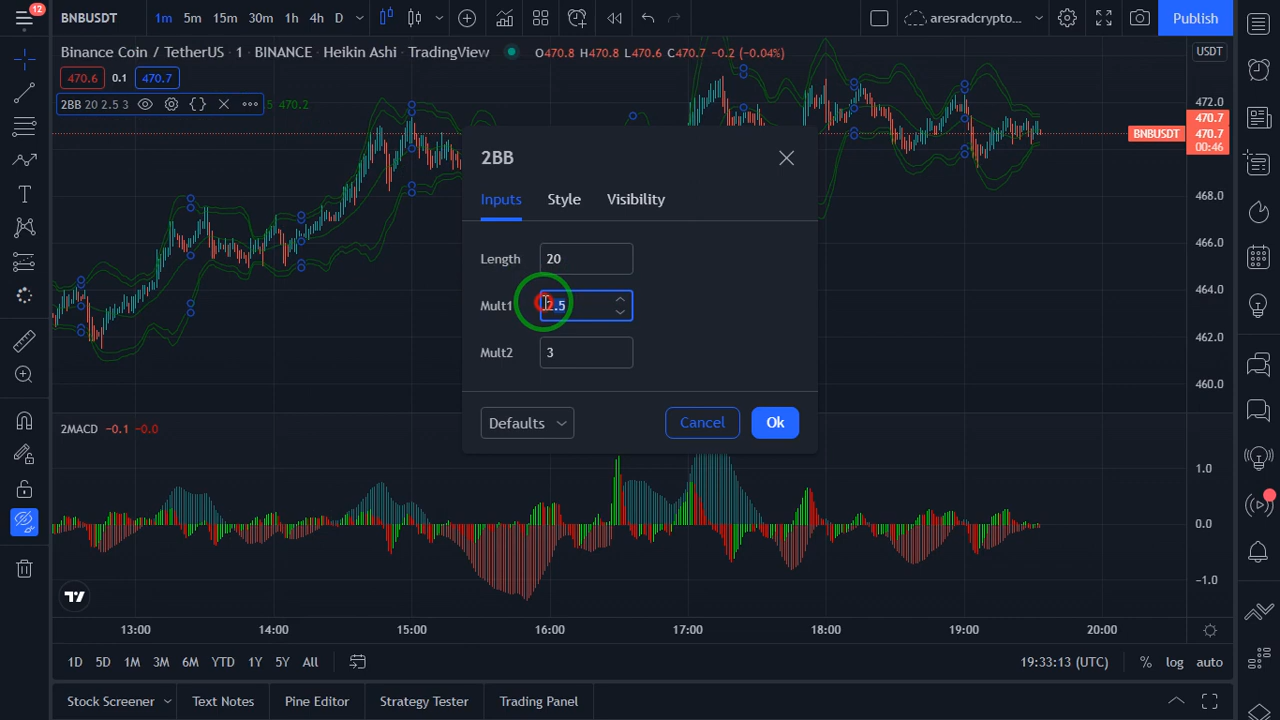 12
BNBUSDT 1m 5m 15m 30m 1h 4h D aresradcrypto... Publish
Binance Coin / TetherUS · 1 · BINANCE · Heikin Ashi · TradingView O470.8 H470.8 L470.6 C470.7 -0.2 (-0.04%) USDT
470.6 0.1 470.7
2BB 20 2.5 3 5 470.2
472.0
470.7
BNBUSDT 470.7
00:46
468.0
466.0
464.0
462.0
460.0
2BB
Inputs Style Visibility
Length 20
Mult1 2.5
Mult2 3
Defaults Cancel Ok
2MACD -0.1 -0.0
1.0
0.0
-1.0
13:00 14:00 15:00 16:00 17:00 18:00 19:00 20:00
1D 5D 1M 3M 6M YTD 1Y 5Y All 19:33:13 (UTC) % log auto
Stock Screener Text Notes Pine Editor Strategy Tester Trading Panel